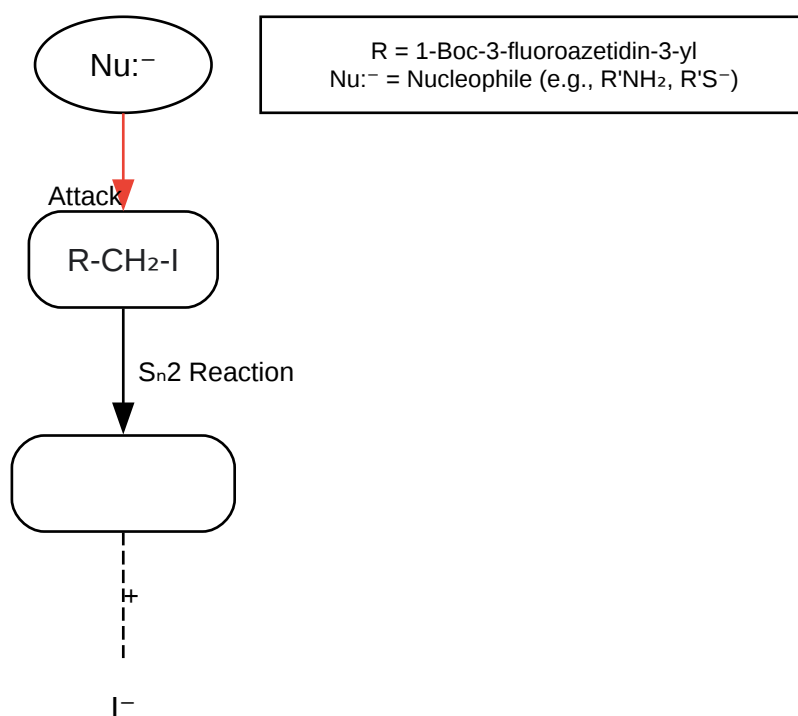 Nu:⁻
R = 1-Boc-3-fluoroazetidin-3-yl
Nu:⁻ = Nucleophile (e.g., R'NH₂, R'S⁻)
Attack
R-CH₂-I
Sₙ2 Reaction
+
I⁻